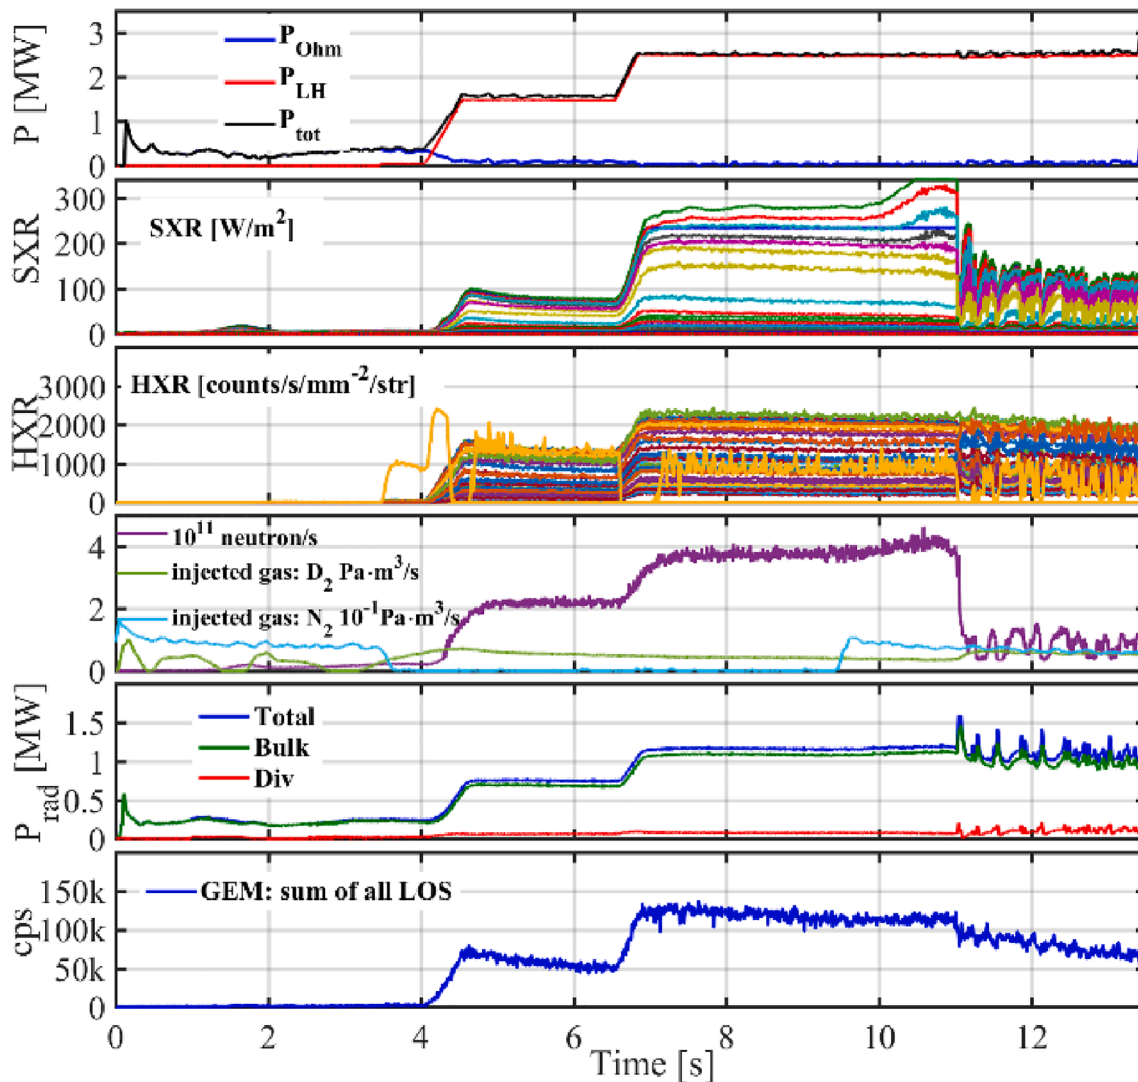 P [MW]
3
2
1
0
P_Ohm
P_LH
P_tot
SXR
300
200
100
0
SXR [W/m²]
HXR
3000
2000
1000
0
HXR [counts/s/mm⁻²/str]
4
2
0
10¹¹ neutron/s
injected gas: D₂ Pa·m³/s
injected gas: N₂ 10⁻¹Pa·m³/s
P_rad [MW]
1.5
1
0.5
0
Total
Bulk
Div
cps
150k
100k
50k
0
GEM: sum of all LOS
0 2 4 6 8 10 12
Time [s]